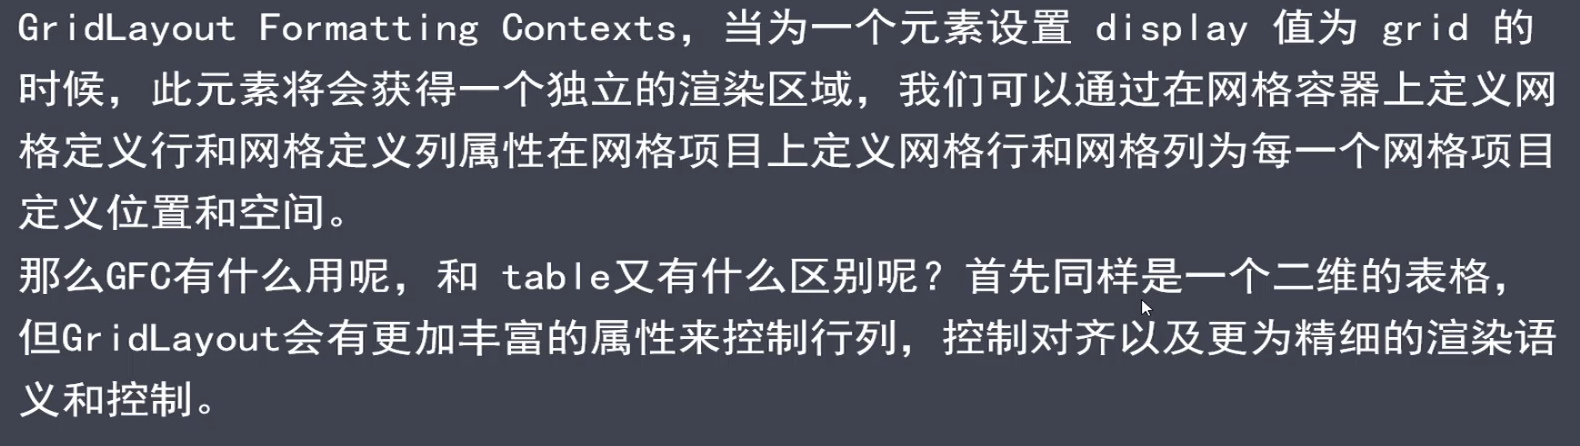 GridLayout Formatting Contexts，当为一个元素设置 display 值为 grid 的
时候，此元素将会获得一个独立的渲染区域，我们可以通过在网格容器上定义网
格定义行和网格定义列属性在网格项目上定义网格行和网格列为每一个网格项目
定义位置和空间。
那么GFC有什么用呢，和 table又有什么区别呢？首先同样是一个二维的表格，
但GridLayout会有更加丰富的属性来控制行列，控制对齐以及更为精细的渲染语
义和控制。